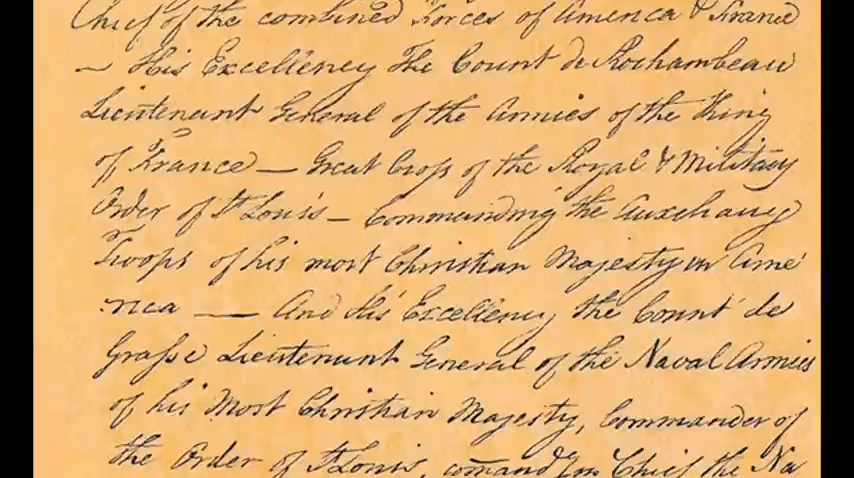 Chief of the combined Forces of America & France
— His Excellency The Count de Rochambeau
Lieutenant General of the Armies of the King
of France — Great Cross of the Royal & Military
Order of St Louis — Commanding the Auxeliary
Troops of his most Christian Majesty in Ame
rica —— And His Excellency the Count de
Grasse Lieutenant General of the Naval Armies
of his Most Christian Majesty, Commander of
the Order of St Louis, comandg in Chief the Na